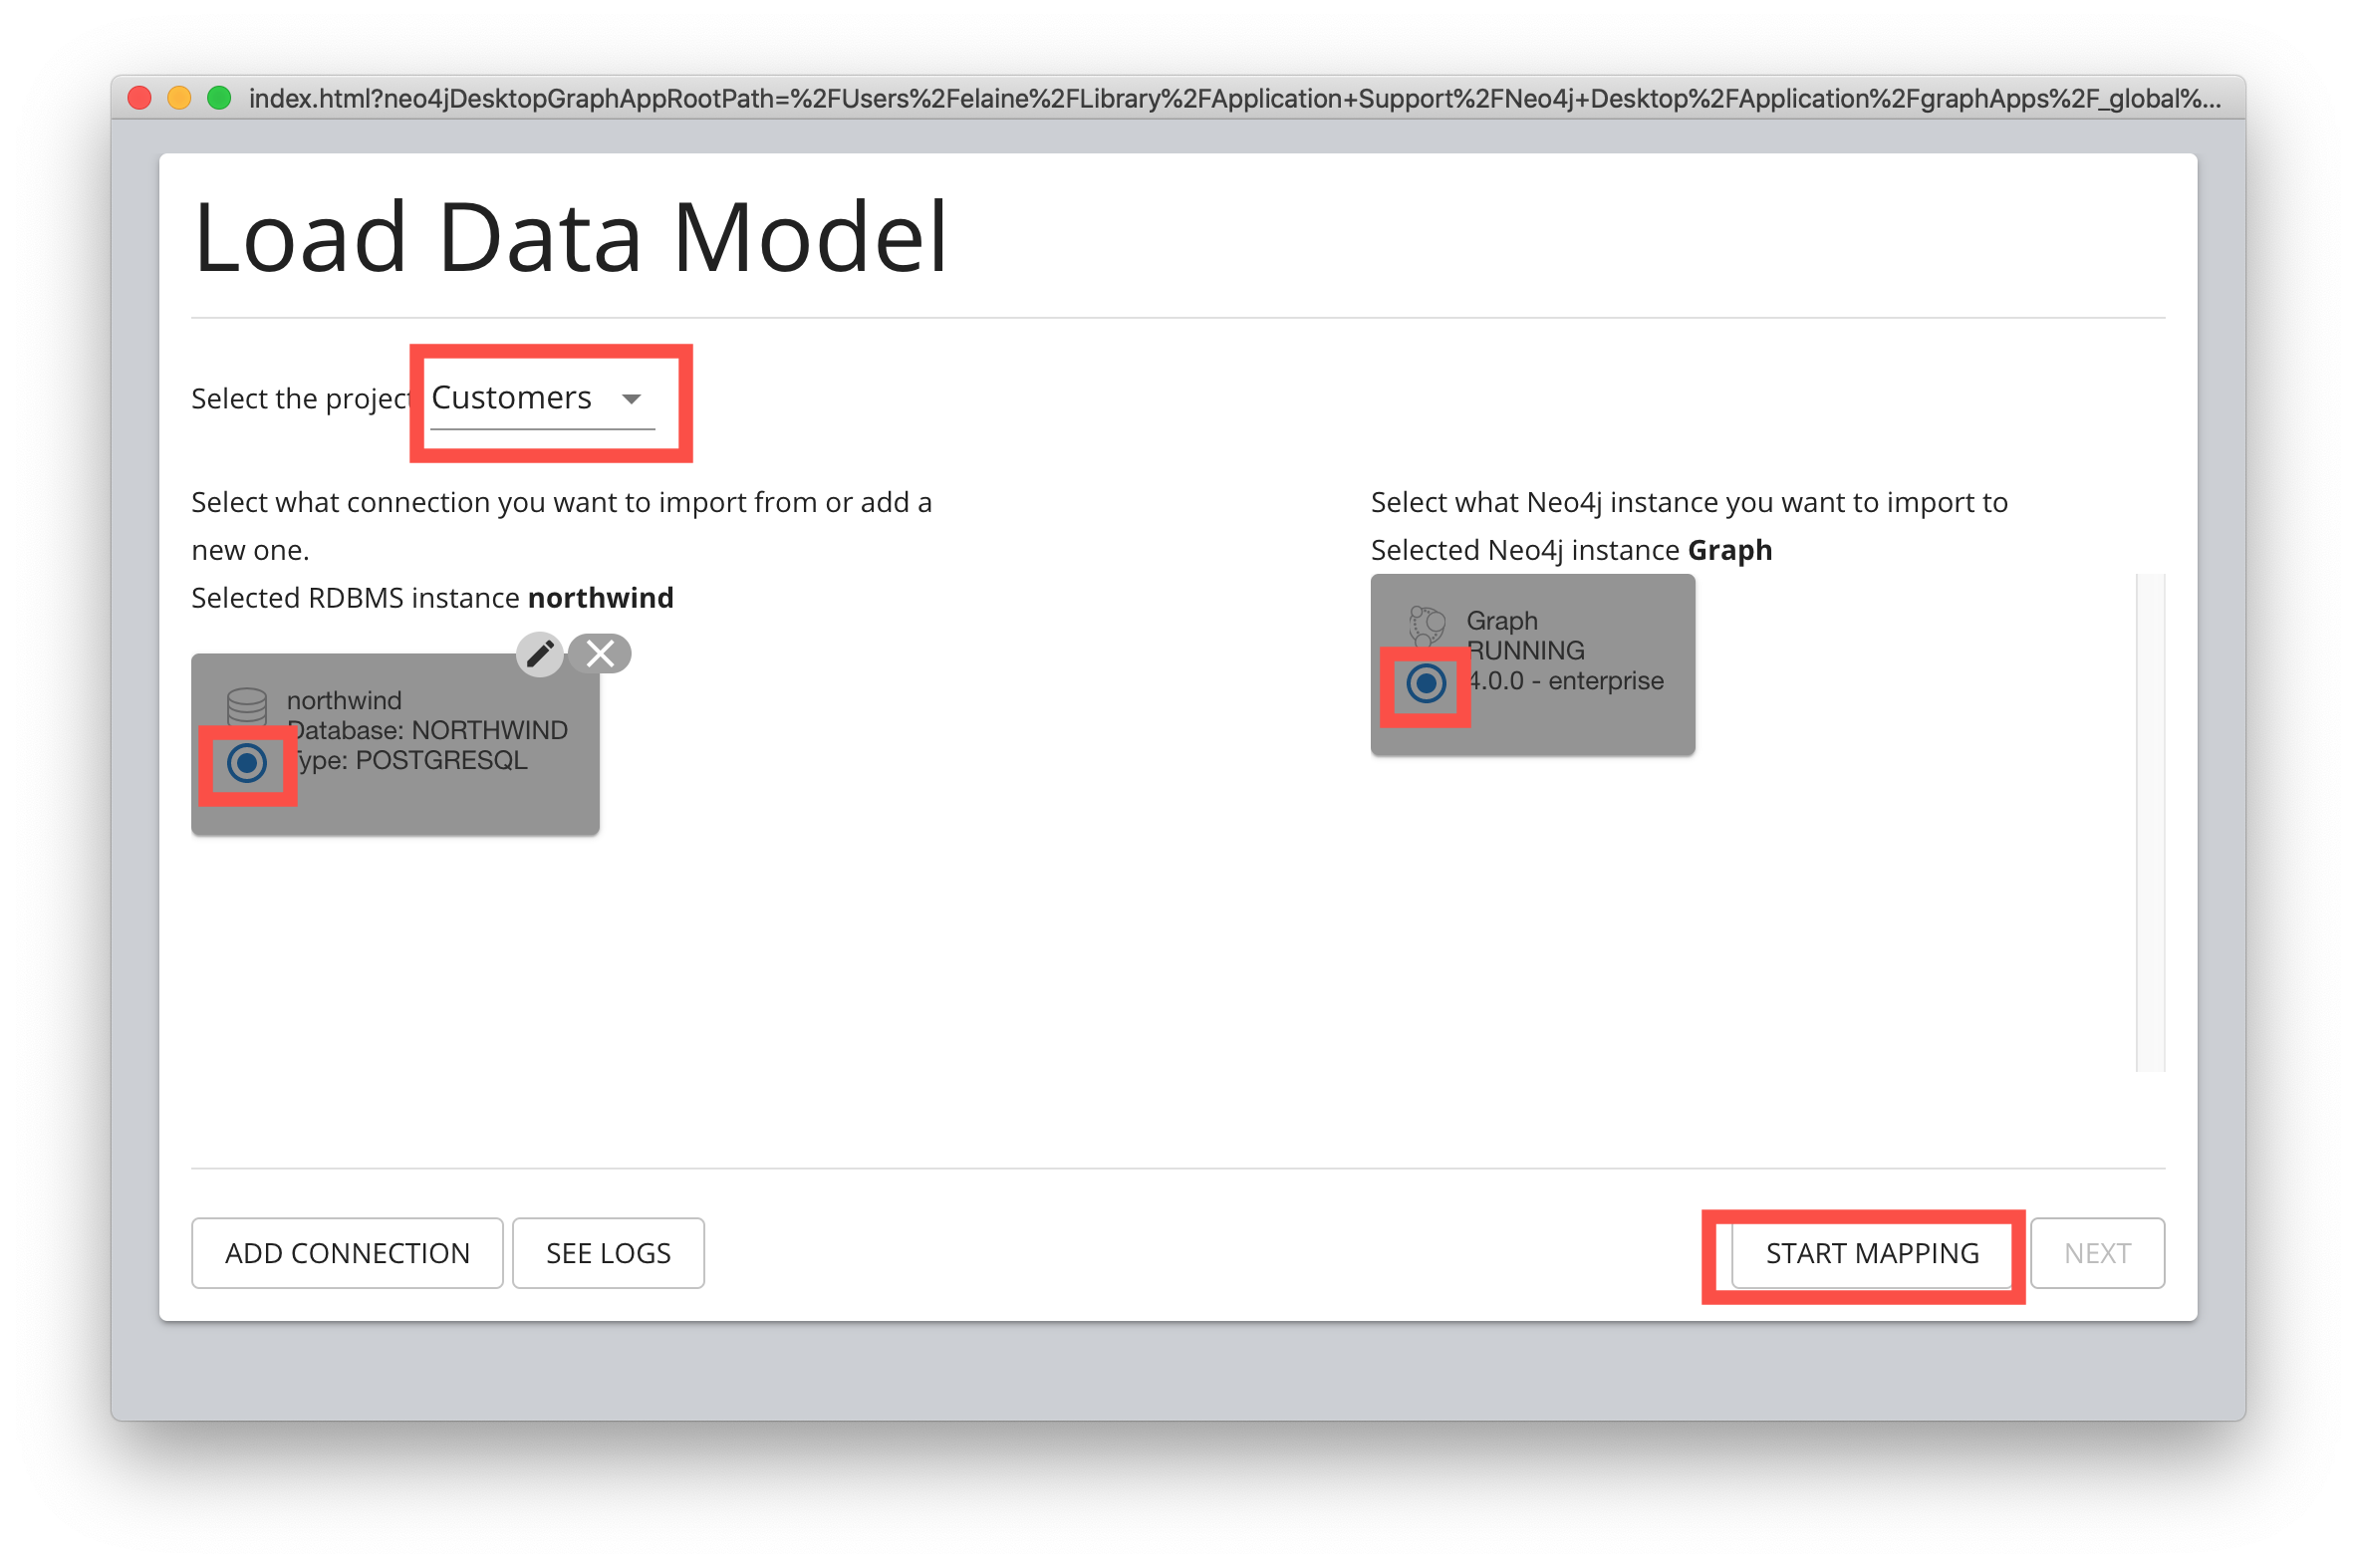 index.html?neo4jDesktopGraphAppRootPath=%2FUsers%2Felaine%2FLibrary%2FApplication+Support%2FNeo4j+Desktop%2FApplication%2FgraphApps%2F_global%...
Load Data Model
Select the project Customers
Select what connection you want to import from or add a
new one.
Selected RDBMS instance northwind
northwind
Database: NORTHWIND
Type: POSTGRESQL
Select what Neo4j instance you want to import to
Selected Neo4j instance Graph
Graph
RUNNING
4.0.0 - enterprise
ADD CONNECTION
SEE LOGS
START MAPPING
NEXT